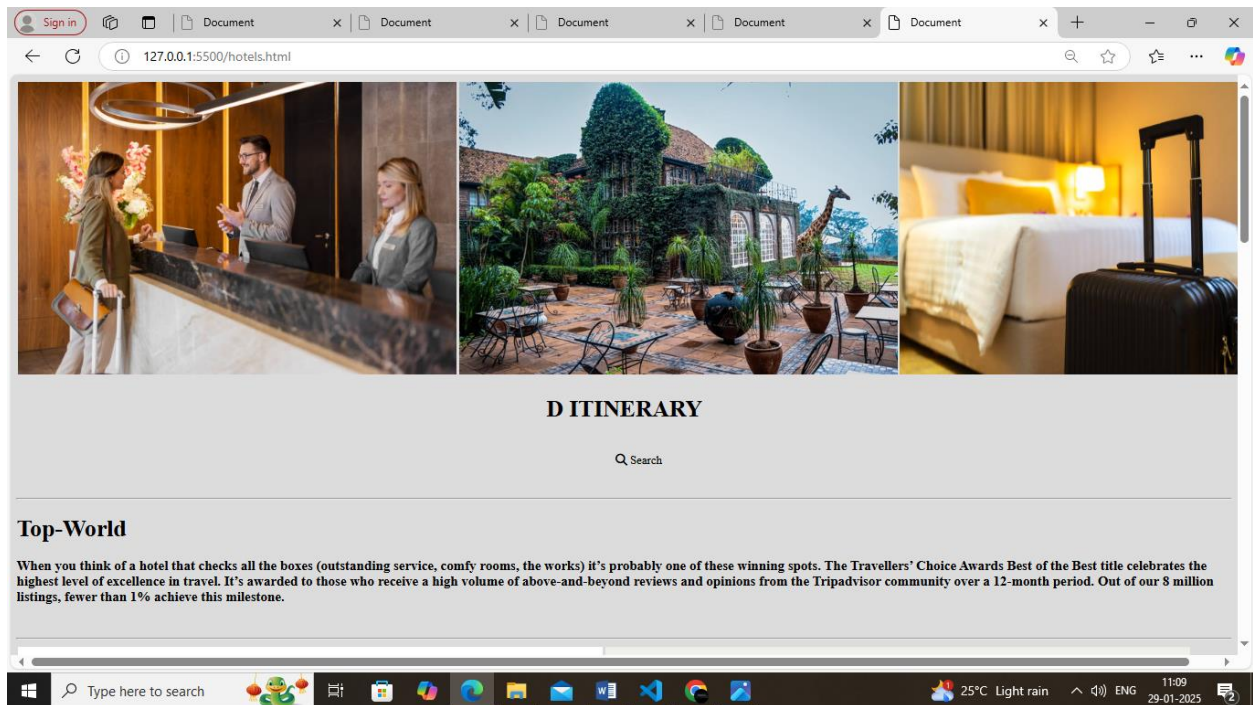 Sign in
Document
Document
Document
Document
Document
127.0.0.1:5500/hotels.html
D ITINERARY
Search
Top-World
When you think of a hotel that checks all the boxes (outstanding service, comfy rooms, the works) it’s probably one of these winning spots. The Travellers’ Choice Awards Best of the Best title celebrates the
highest level of excellence in travel. It’s awarded to those who receive a high volume of above-and-beyond reviews and opinions from the Tripadvisor community over a 12-month period. Out of our 8 million
listings, fewer than 1% achieve this milestone.
Type here to search
25°C Light rain
ENG
11:09
29-01-2025
2